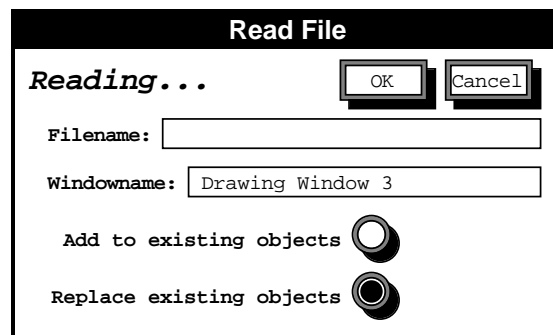 Read File
Reading... OK Cancel
Filename:
Windowname: Drawing Window 3
Add to existing objects
Replace existing objects